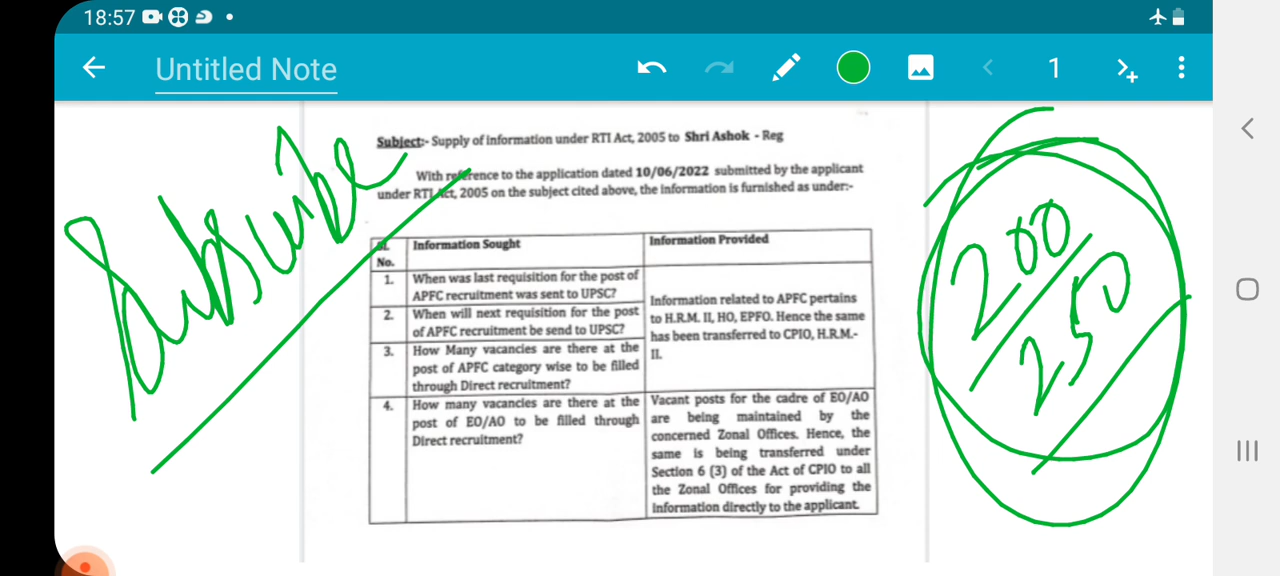 18:57
Untitled Note
1
Subject:- Supply of information under RTI Act, 2005 to Shri Ashok - Reg
With reference to the application dated 10/06/2022 submitted by the applicant
under RTI Act, 2005 on the subject cited above, the information is furnished as under:-
Sl. No.
Information Sought
Information Provided
1.
When was last requisition for the post of
APFC recruitment was sent to UPSC?
2.
When will next requisition for the post
of APFC recruitment be send to UPSC?
3.
How Many vacancies are there at the
post of APFC category wise to be filled
through Direct recruitment?
Information related to APFC pertains
to H.R.M. II, HO, EPFO. Hence the same
has been transferred to CPIO, H.R.M.-
II.
4.
How many vacancies are there at the
post of EO/AO to be filled through
Direct recruitment?
Vacant posts for the cadre of EO/AO
are being maintained by the
concerned Zonal Offices. Hence, the
same is being transferred under
Section 6 (3) of the Act of CPIO to all
the Zonal Offices for providing the
Information directly to the applicant.
200
250